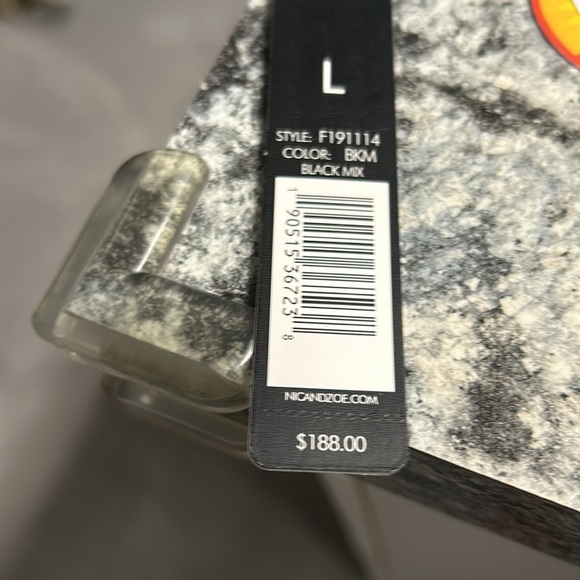 L
STYLE: F191114
COLOR: BKM
BLACK MIX
1 90515 36723 8
NICANDZOE.COM
$188.00